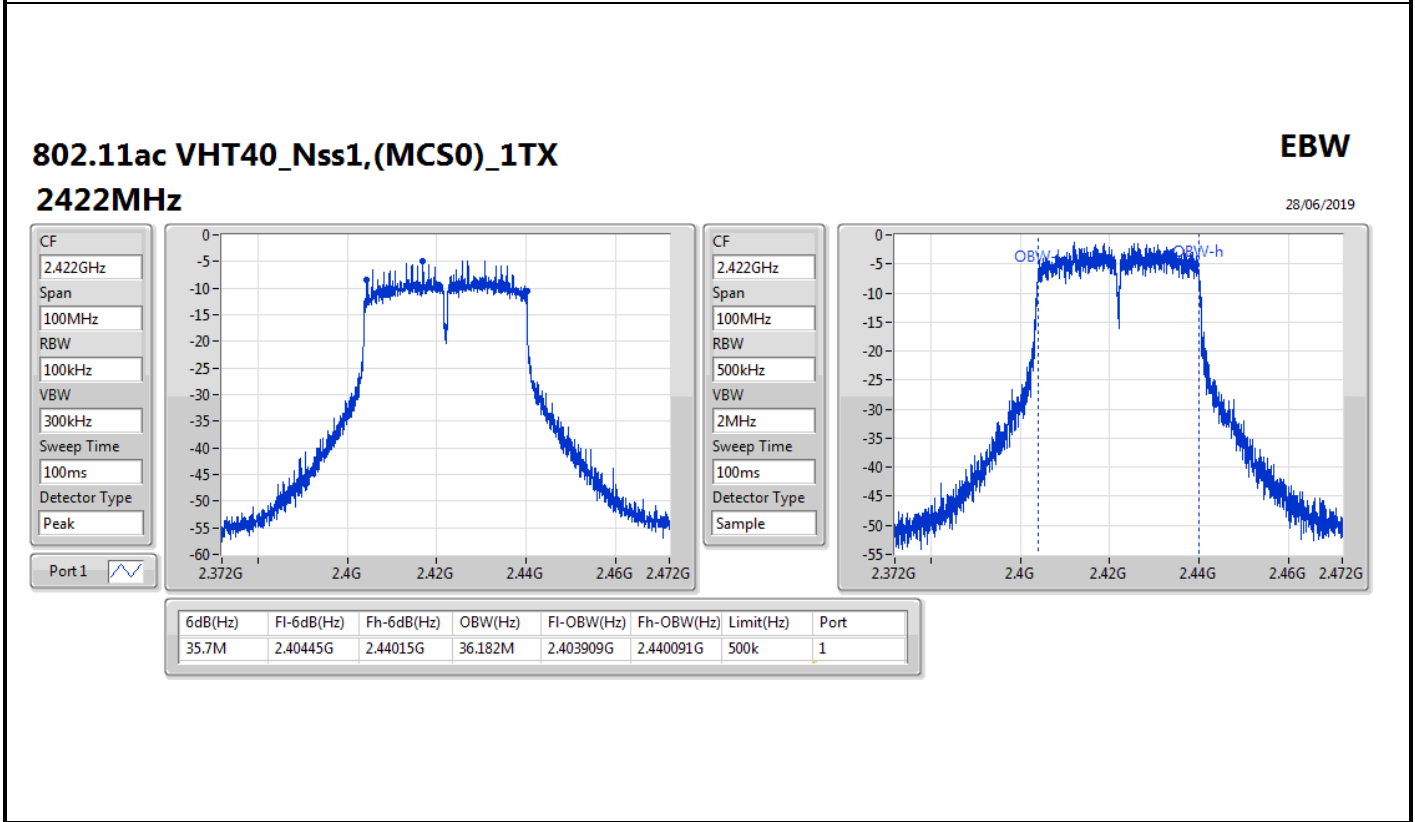 802.11ac VHT40_Nss1,(MCS0)_1TX
EBW
2422MHz
28/06/2019
CF
2.422GHz
Span
100MHz
RBW
100kHz
VBW
300kHz
Sweep Time
100ms
Detector Type
Peak
Port 1
0
-5
-10
-15
-20
-25
-30
-35
-40
-45
-50
-55
-60
2.372G 2.4G 2.42G 2.44G 2.46G 2.472G
CF
2.422GHz
Span
100MHz
RBW
500kHz
VBW
2MHz
Sweep Time
100ms
Detector Type
Sample
0
-5
-10
-15
-20
-25
-30
-35
-40
-45
-50
-55
OBW-h
2.372G 2.4G 2.42G 2.44G 2.46G 2.472G
6dB(Hz) Fl-6dB(Hz) Fh-6dB(Hz) OBW(Hz) Fl-OBW(Hz) Fh-OBW(Hz) Limit(Hz) Port
35.7M 2.40445G 2.44015G 36.182M 2.403909G 2.440091G 500k 1